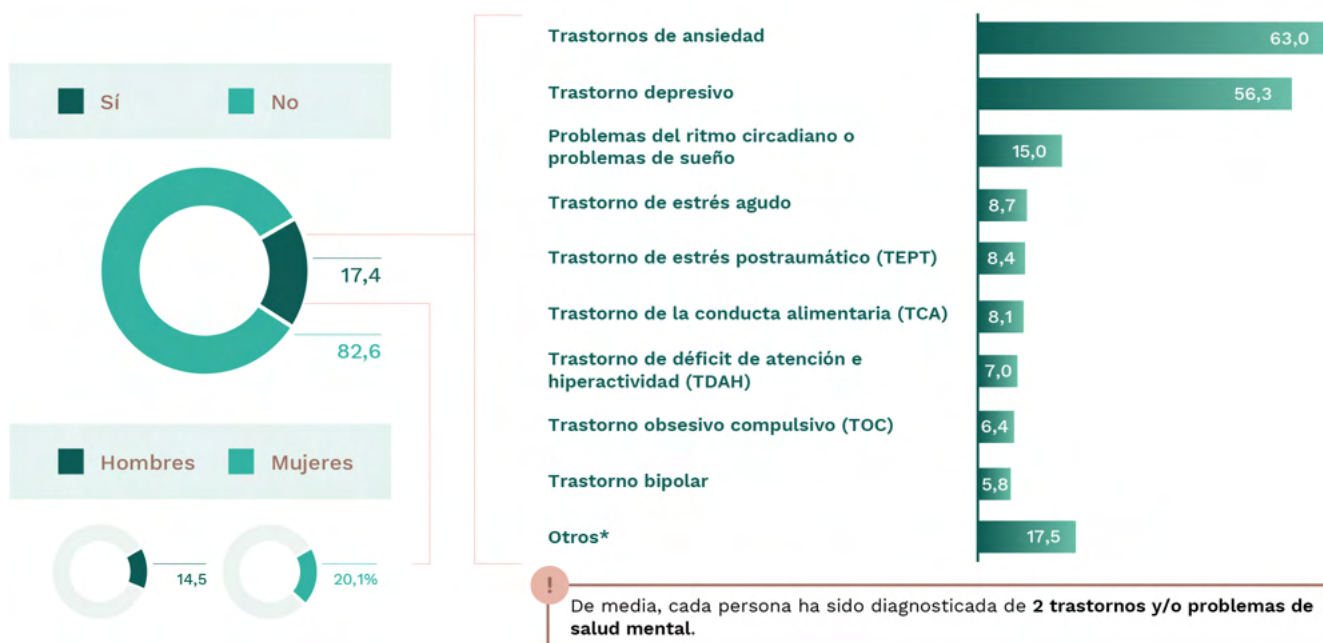 Sí
No
17,4
82,6
Hombres
Mujeres
14,5
20,1%
Trastornos de ansiedad
63,0
Trastorno depresivo
56,3
Problemas del ritmo circadiano o
problemas de sueño
15,0
Trastorno de estrés agudo
8,7
Trastorno de estrés postraumático (TEPT)
8,4
Trastorno de la conducta alimentaria (TCA)
8,1
Trastorno de déficit de atención e
hiperactividad (TDAH)
7,0
Trastorno obsesivo compulsivo (TOC)
6,4
Trastorno bipolar
5,8
Otros*
17,5
!
De media, cada persona ha sido diagnosticada de 2 trastornos y/o problemas de
salud mental.